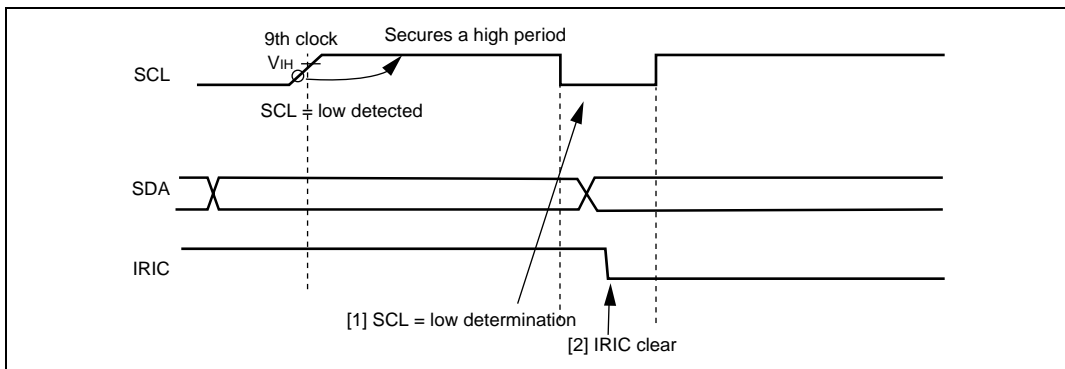 9th clock
Secures a high period
VIH
SCL
SCL = low detected
SDA
IRIC
[1] SCL = low determination
[2] IRIC clear